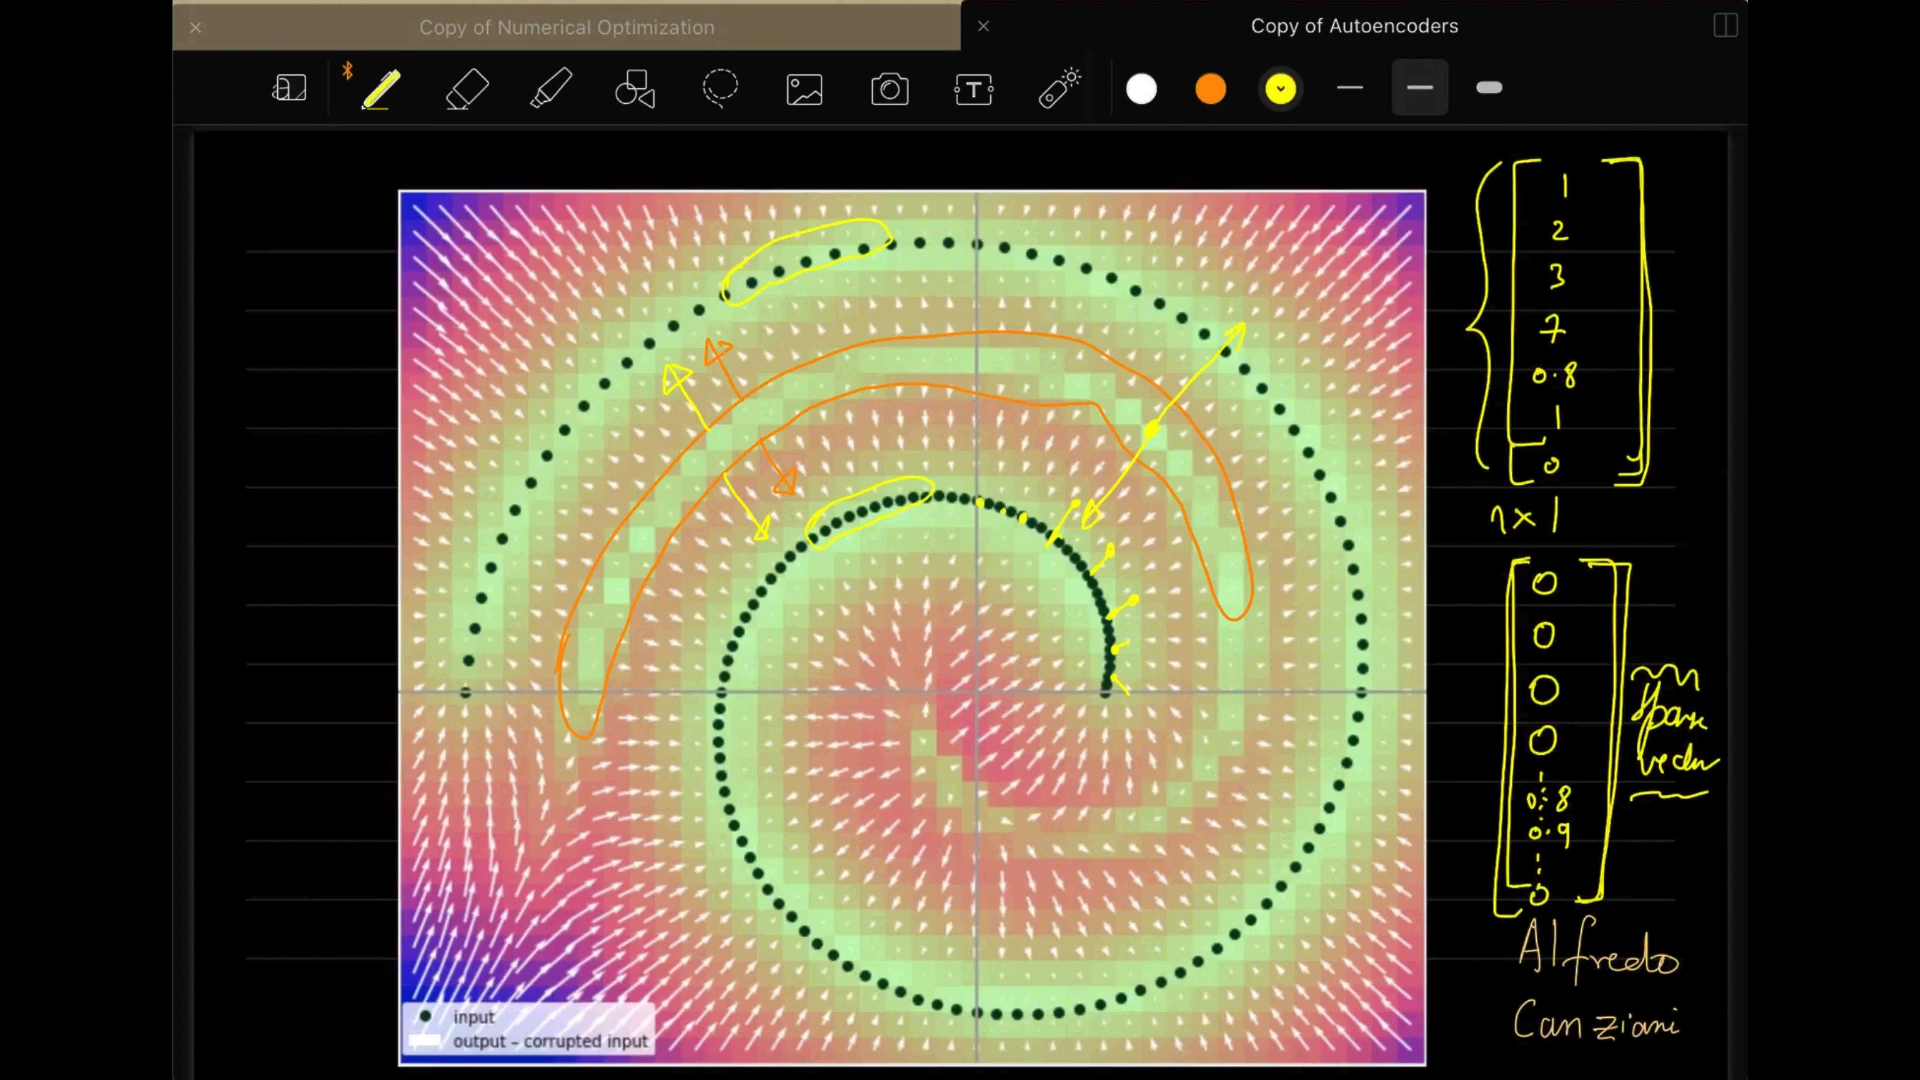 Copy of Numerical Optimization
Copy of Autoencoders
1
2
3
7
0.8
1
0
n x 1
0
0
0
0
0.8
0.9
0
Sparse
vector
Alfredo
Canziani
input
output – corrupted input